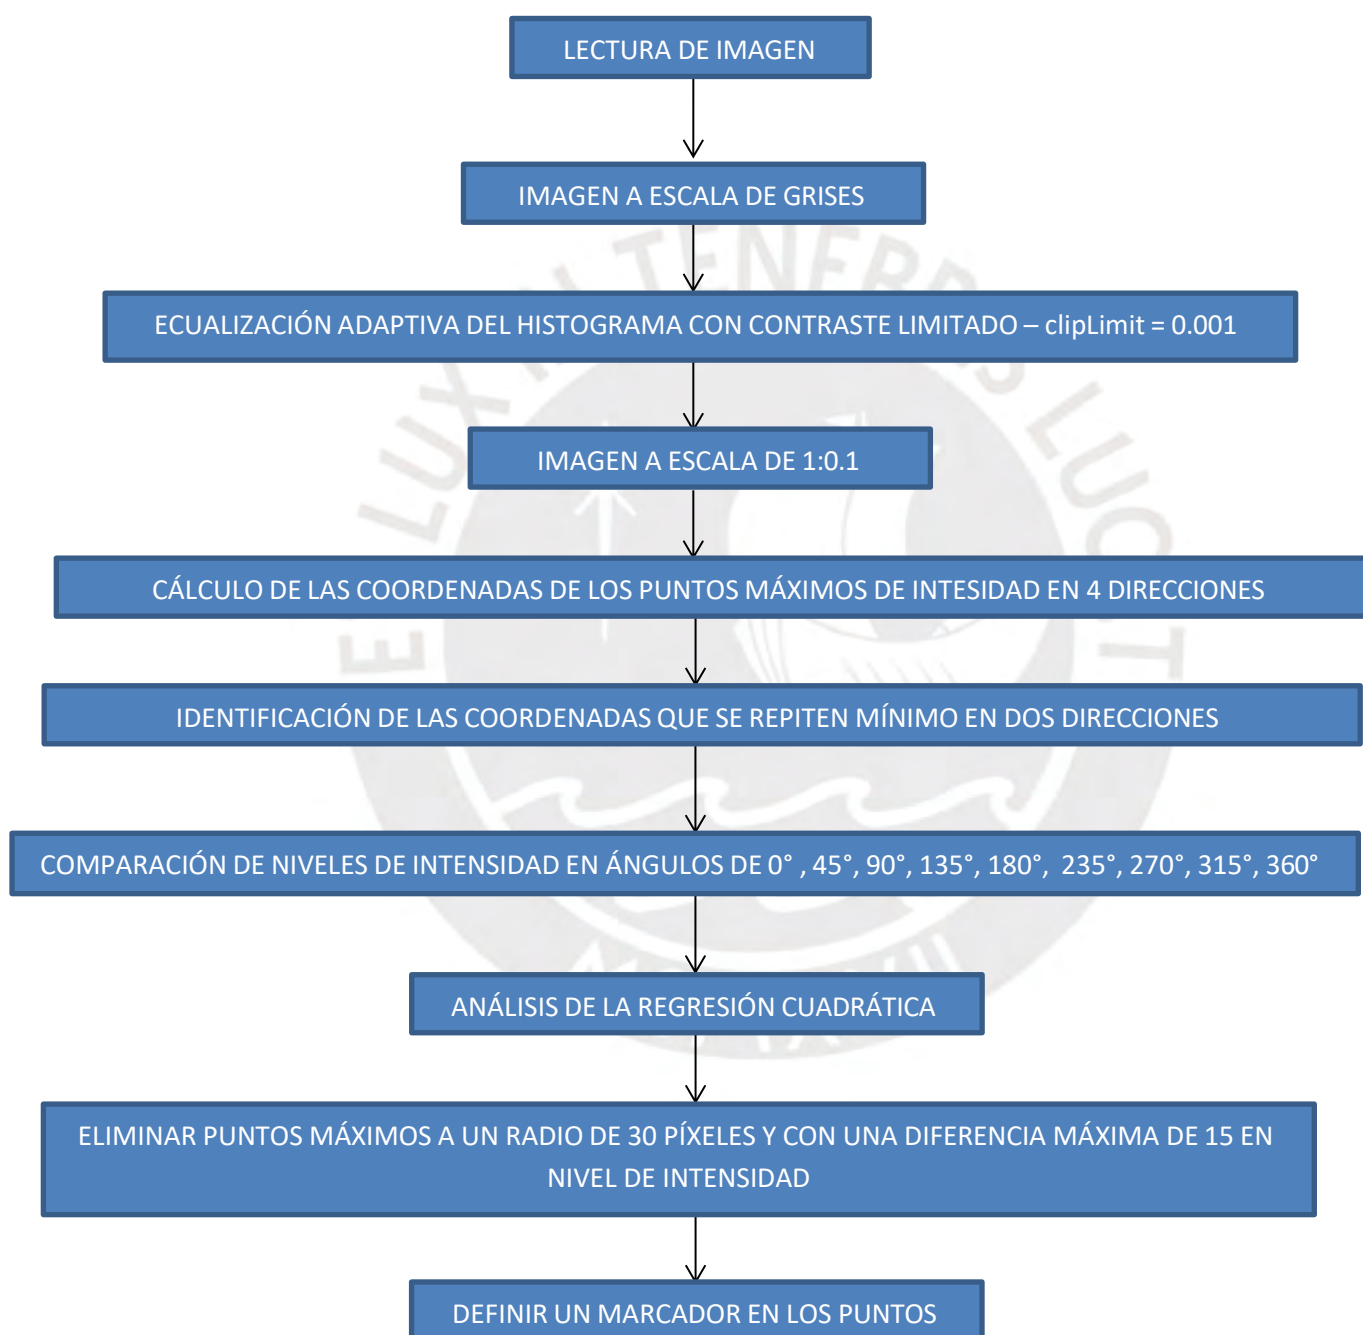 LECTURA DE IMAGEN
IMAGEN A ESCALA DE GRISES
ECUALIZACIÓN ADAPTIVA DEL HISTOGRAMA CON CONTRASTE LIMITADO – clipLimit = 0.001
IMAGEN A ESCALA DE 1:0.1
CÁLCULO DE LAS COORDENADAS DE LOS PUNTOS MÁXIMOS DE INTESIDAD EN 4 DIRECCIONES
IDENTIFICACIÓN DE LAS COORDENADAS QUE SE REPITEN MÍNIMO EN DOS DIRECCIONES
COMPARACIÓN DE NIVELES DE INTENSIDAD EN ÁNGULOS DE 0° , 45°, 90°, 135°, 180°, 235°, 270°, 315°, 360°
ANÁLISIS DE LA REGRESIÓN CUADRÁTICA
ELIMINAR PUNTOS MÁXIMOS A UN RADIO DE 30 PÍXELES Y CON UNA DIFERENCIA MÁXIMA DE 15 EN
NIVEL DE INTENSIDAD
DEFINIR UN MARCADOR EN LOS PUNTOS